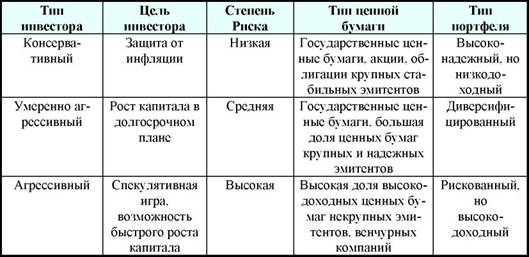 Тип инвестора
Цель инвестора
Степень Риска
Тип ценной бумаги
Тип портфеля
Консерва-
тивный
Защита от
инфляции
Низкая
Государственные цен-
ные бумаги, акции, об-
лигации крупных ста-
бильных эмитентов
Высоко-
надежный, но
низкодо-
ходный
Умеренно аг-
рессивный
Рост капитала в
долгосрочном
плане
Средняя
Государственные цен-
ные бумаги, большая
доля ценных бумаг
крупных и надежных
эмитентов
Диверсифи-
цированный
Агрессивный
Спекулятивная
игра,
возможность
быстрого роста
капитала
Высокая
Высокая доля высоко-
доходных ценных бу-
маг некрупных эми-
тентов, венчурных
компаний
Рискованный,
но
высоко-
доходный